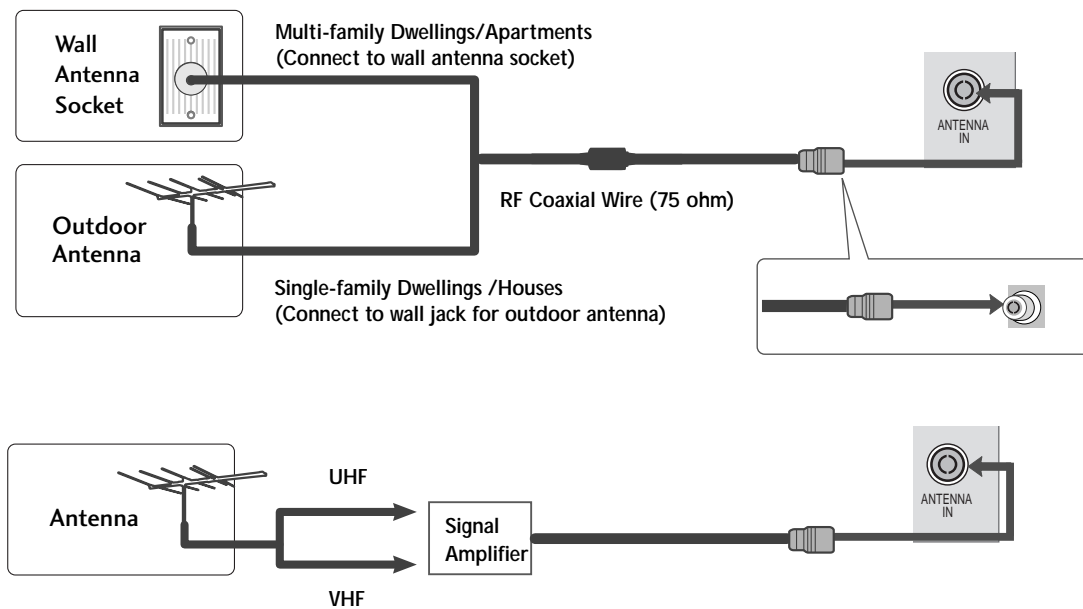 Wall
Antenna
Socket
Multi-family Dwellings/Apartments
(Connect to wall antenna socket)
ANTENNA
IN
RF Coaxial Wire (75 ohm)
Outdoor
Antenna
Single-family Dwellings /Houses
(Connect to wall jack for outdoor antenna)
Antenna
UHF
VHF
Signal
Amplifier
ANTENNA
IN